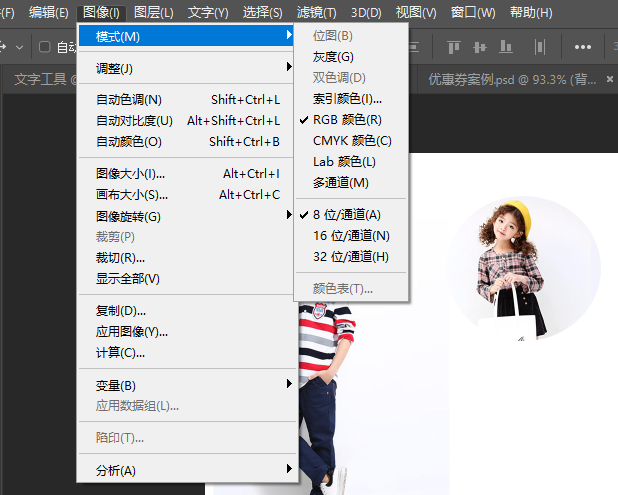 (F) 编辑(E) 图像(I) 图层(L) 文字(Y) 选择(S) 滤镜(T) 3D(D) 视图(V) 窗口(W) 帮助(H)
自动
文字工具 @
优惠券案例.psd @ 93.3% (背... ×
模式(M)
调整(J)
自动色调(N) Shift+Ctrl+L
自动对比度(U) Alt+Shift+Ctrl+L
自动颜色(O) Shift+Ctrl+B
图像大小(I)... Alt+Ctrl+I
画布大小(S)... Alt+Ctrl+C
图像旋转(G)
裁剪(P)
裁切(R)...
显示全部(V)
复制(D)...
应用图像(Y)...
计算(C)...
变量(B)
应用数据组(L)...
陷印(T)...
分析(A)
位图(B)
灰度(G)
双色调(D)
索引颜色(I)...
RGB 颜色(R)
CMYK 颜色(C)
Lab 颜色(L)
多通道(M)
8 位/通道(A)
16 位/通道(N)
32 位/通道(H)
颜色表(T)...